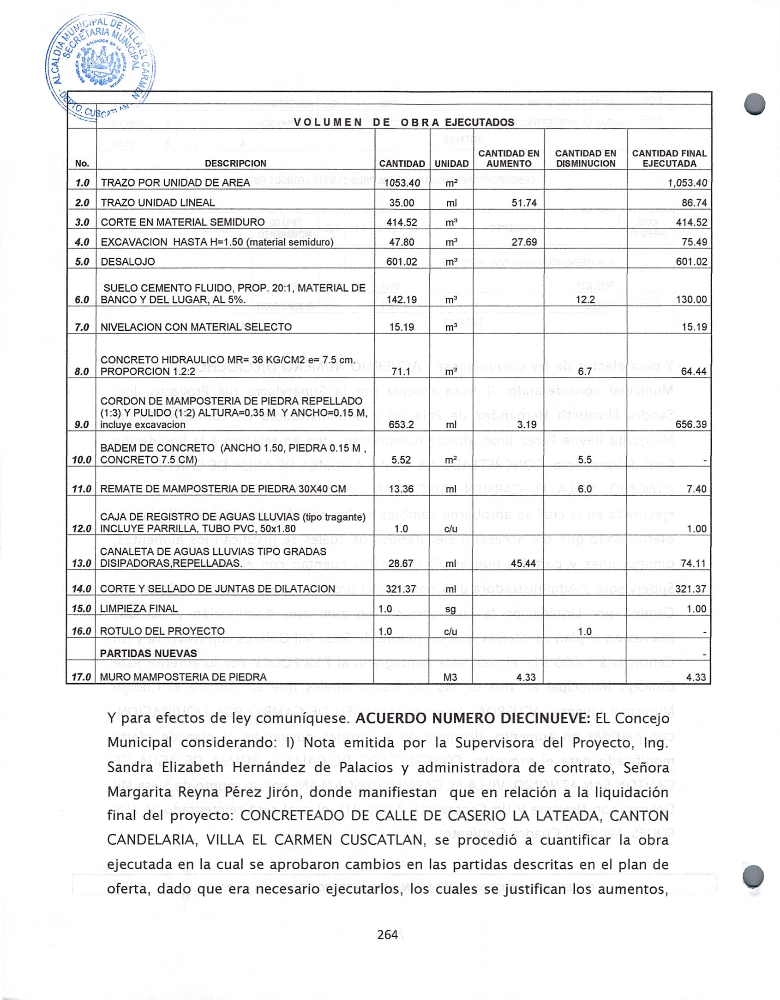 ALCALDIA MUNICIPAL DE VILLA EL CARMEN
SECRETARIA MUNICIPAL
REPUBLICA DE EL SALVADOR EN LA AMERICA CENTRAL
- DEPTO. CUSCATLAN -
VOLUMEN DE OBRA EJECUTADOS
No. DESCRIPCION CANTIDAD UNIDAD CANTIDAD EN AUMENTO CANTIDAD EN DISMINUCION CANTIDAD FINAL EJECUTADA
1.0 TRAZO POR UNIDAD DE AREA 1053.40 m² 1,053.40
2.0 TRAZO UNIDAD LINEAL 35.00 ml 51.74 86.74
3.0 CORTE EN MATERIAL SEMIDURO 414.52 m³ 414.52
4.0 EXCAVACION HASTA H=1.50 (material semiduro) 47.80 m³ 27.69 75.49
5.0 DESALOJO 601.02 m³ 601.02
SUELO CEMENTO FLUIDO, PROP. 20:1, MATERIAL DE
6.0 BANCO Y DEL LUGAR, AL 5%. 142.19 m³ 12.2 130.00
7.0 NIVELACION CON MATERIAL SELECTO 15.19 m³ 15.19
CONCRETO HIDRAULICO MR= 36 KG/CM2 e= 7.5 cm.
8.0 PROPORCION 1:2:2 71.1 m³ 6.7 64.44
CORDON DE MAMPOSTERIA DE PIEDRA REPELLADO
(1:3) Y PULIDO (1:2) ALTURA=0.35 M Y ANCHO=0.15 M,
9.0 incluye excavacion 653.2 ml 3.19 656.39
BADEM DE CONCRETO (ANCHO 1.50, PIEDRA 0.15 M ,
10.0 CONCRETO 7.5 CM) 5.52 m² 5.5 -
11.0 REMATE DE MAMPOSTERIA DE PIEDRA 30X40 CM 13.36 ml 6.0 7.40
CAJA DE REGISTRO DE AGUAS LLUVIAS (tipo tragante)
12.0 INCLUYE PARRILLA, TUBO PVC, 50x1.80 1.0 c/u 1.00
CANALETA DE AGUAS LLUVIAS TIPO GRADAS
13.0 DISIPADORAS,REPELLADAS. 28.67 ml 45.44 74.11
14.0 CORTE Y SELLADO DE JUNTAS DE DILATACION 321.37 ml 321.37
15.0 LIMPIEZA FINAL 1.0 sg 1.00
16.0 ROTULO DEL PROYECTO 1.0 c/u 1.0 -
PARTIDAS NUEVAS -
17.0 MURO MAMPOSTERIA DE PIEDRA M3 4.33 4.33
Y para efectos de ley comuníquese. ACUERDO NUMERO DIECINUEVE: EL Concejo
Municipal considerando: I) Nota emitida por la Supervisora del Proyecto, Ing.
Sandra Elizabeth Hernández de Palacios y administradora de contrato, Señora
Margarita Reyna Pérez Jirón, donde manifiestan que en relación a la liquidación
final del proyecto: CONCRETEADO DE CALLE DE CASERIO LA LATEADA, CANTON
CANDELARIA, VILLA EL CARMEN CUSCATLAN, se procedió a cuantificar la obra
ejecutada en la cual se aprobaron cambios en las partidas descritas en el plan de
oferta, dado que era necesario ejecutarlos, los cuales se justifican los aumentos,
264